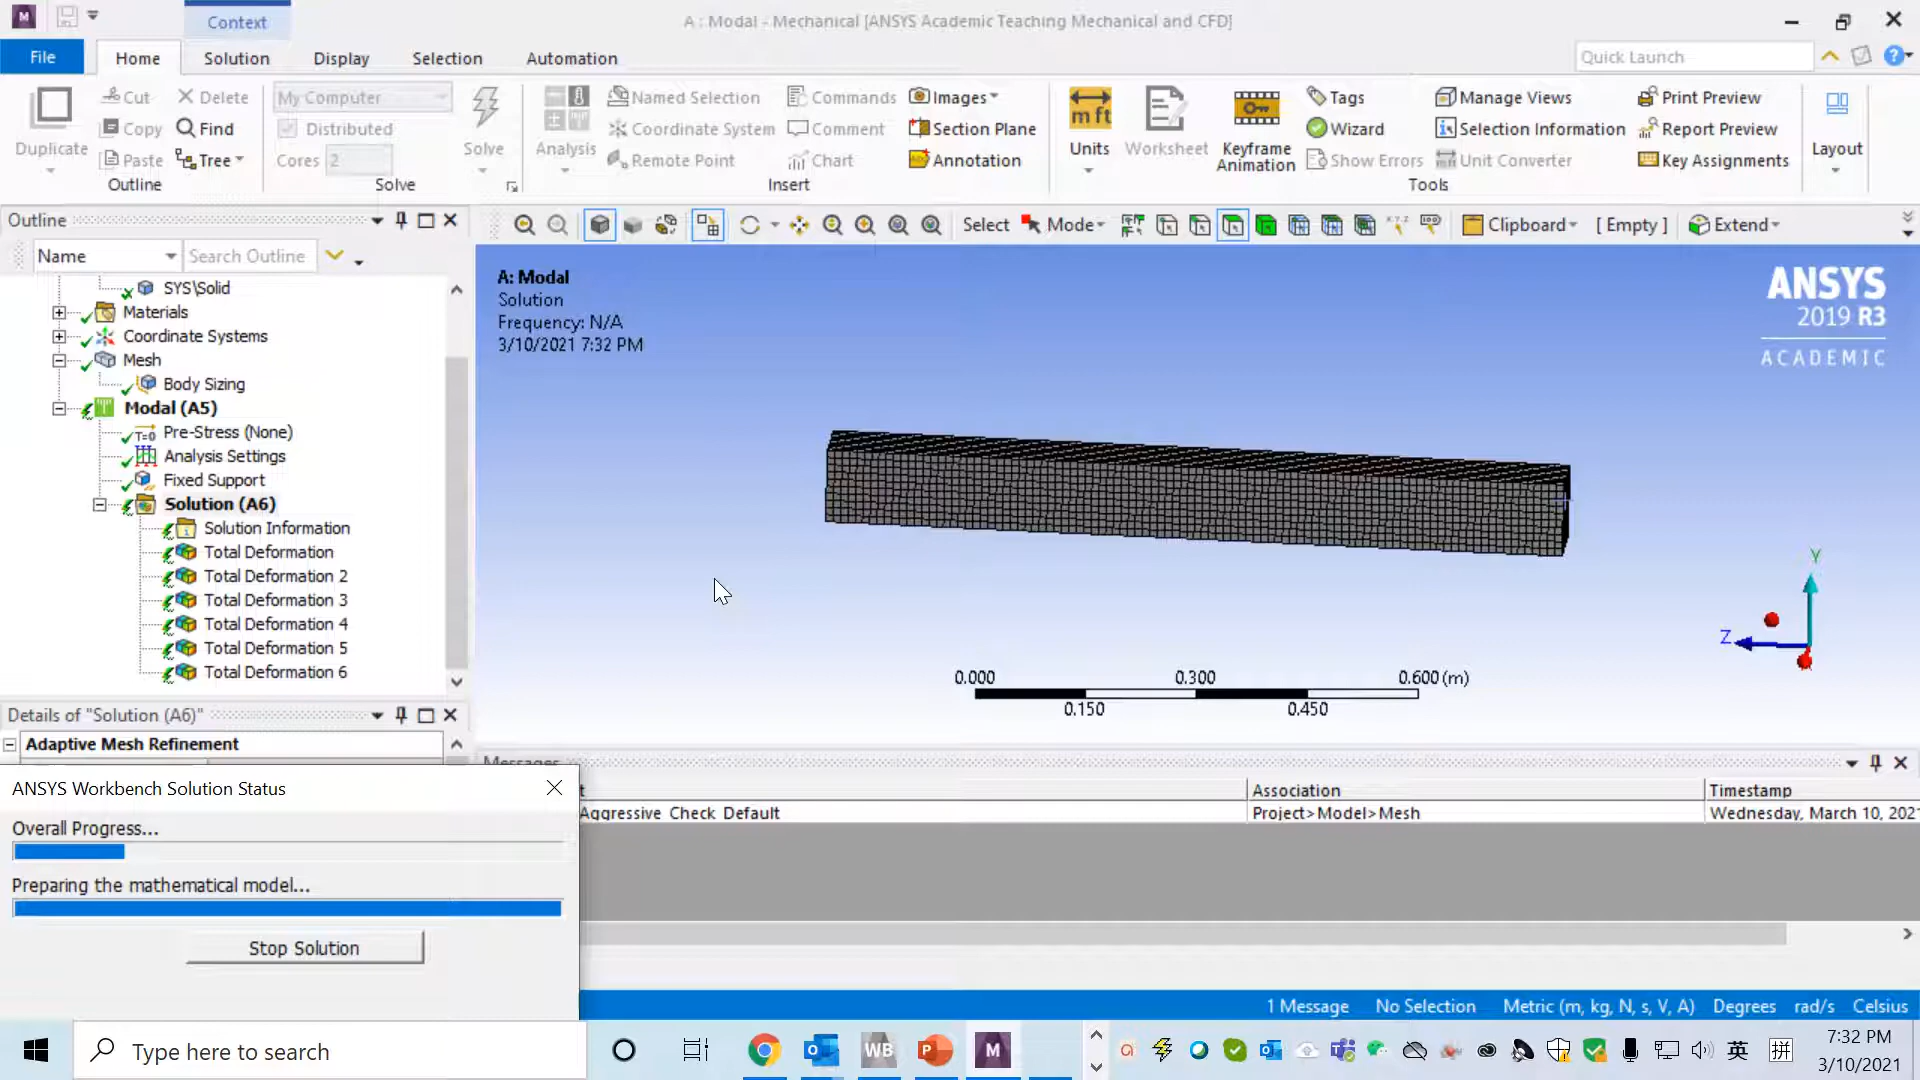 Context
A : Modal - Mechanical [ANSYS Academic Teaching Mechanical and CFD]
File
Home
Solution
Display
Selection
Automation
Quick Launch
Duplicate
Cut
Delete
Copy
Find
Paste
Tree
Outline
My Computer
Distributed
Cores 2
Solve
Solve
Analysis
Named Selection
Coordinate System
Remote Point
Commands
Comment
Chart
Insert
Images
Section Plane
Annotation
Units
Worksheet
Keyframe
Animation
Tags
Wizard
Show Errors
Manage Views
Selection Information
Unit Converter
Print Preview
Report Preview
Key Assignments
Tools
Layout
Outline
Name
Search Outline
Select
Mode
Clipboard
[ Empty ]
Extend
SYS\Solid
Materials
Coordinate Systems
Mesh
Body Sizing
Modal (A5)
Pre-Stress (None)
Analysis Settings
Fixed Support
Solution (A6)
Solution Information
Total Deformation
Total Deformation 2
Total Deformation 3
Total Deformation 4
Total Deformation 5
Total Deformation 6
A: Modal
Solution
Frequency: N/A
3/10/2021 7:32 PM
ANSYS
2019 R3
ACADEMIC
Y
Z
0.000
0.300
0.600 (m)
0.150
0.450
Details of "Solution (A6)"
Adaptive Mesh Refinement
ANSYS Workbench Solution Status
Overall Progress...
Preparing the mathematical model...
Stop Solution
Association
Timestamp
Aggressive Check Default
Project>Model>Mesh
Wednesday, March 10, 202
1 Message
No Selection
Metric (m, kg, N, s, V, A)
Degrees
rad/s
Celsius
Type here to search
WB
P
M
英
拼
7:32 PM
3/10/2021